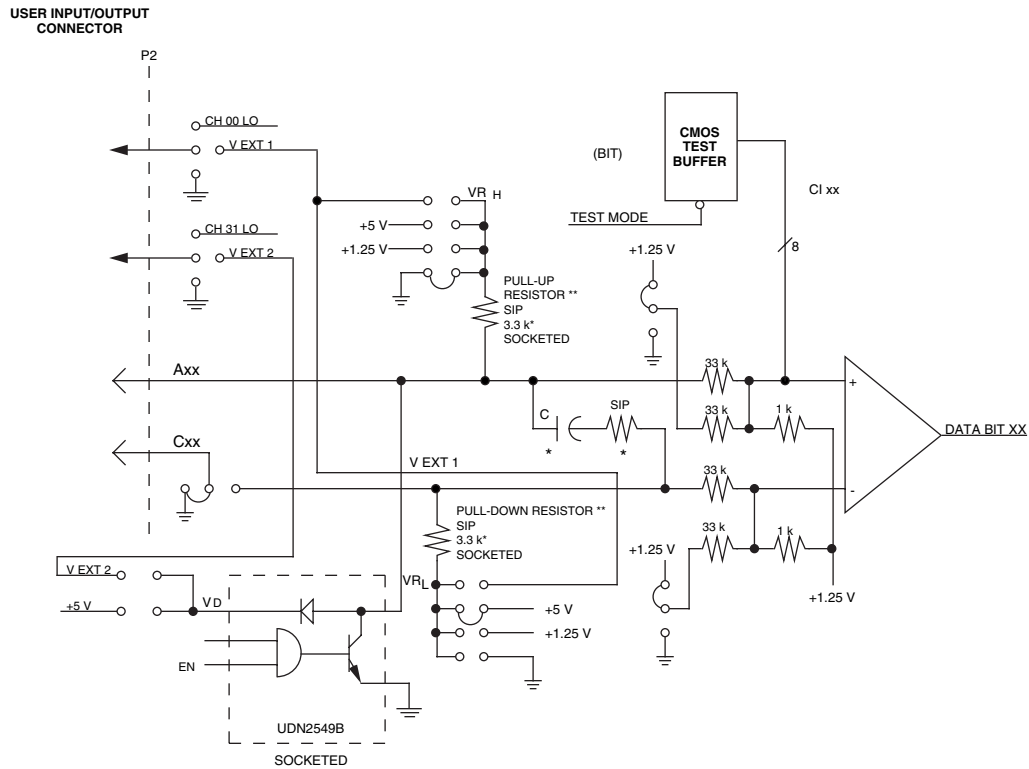 USER INPUT/OUTPUT
CONNECTOR
P2
CH 00 LO
V EXT 1
CH 31 LO
V EXT 2
VR H
+5 V
+1.25 V
PULL-UP
RESISTOR **
SIP
3.3 k*
SOCKETED
(BIT)
CMOS
TEST
BUFFER
CI xx
TEST MODE
8
+1.25 V
Axx
33 k
+
C
SIP
33 k
1 k
*
*
DATA BIT XX
Cxx
V EXT 1
33 k
-
PULL-DOWN RESISTOR **
SIP
3.3 k*
SOCKETED
33 k
1 k
+1.25 V
V EXT 2
VRL
+5 V
VD
+5 V
+1.25 V
+1.25 V
EN
UDN2549B
SOCKETED